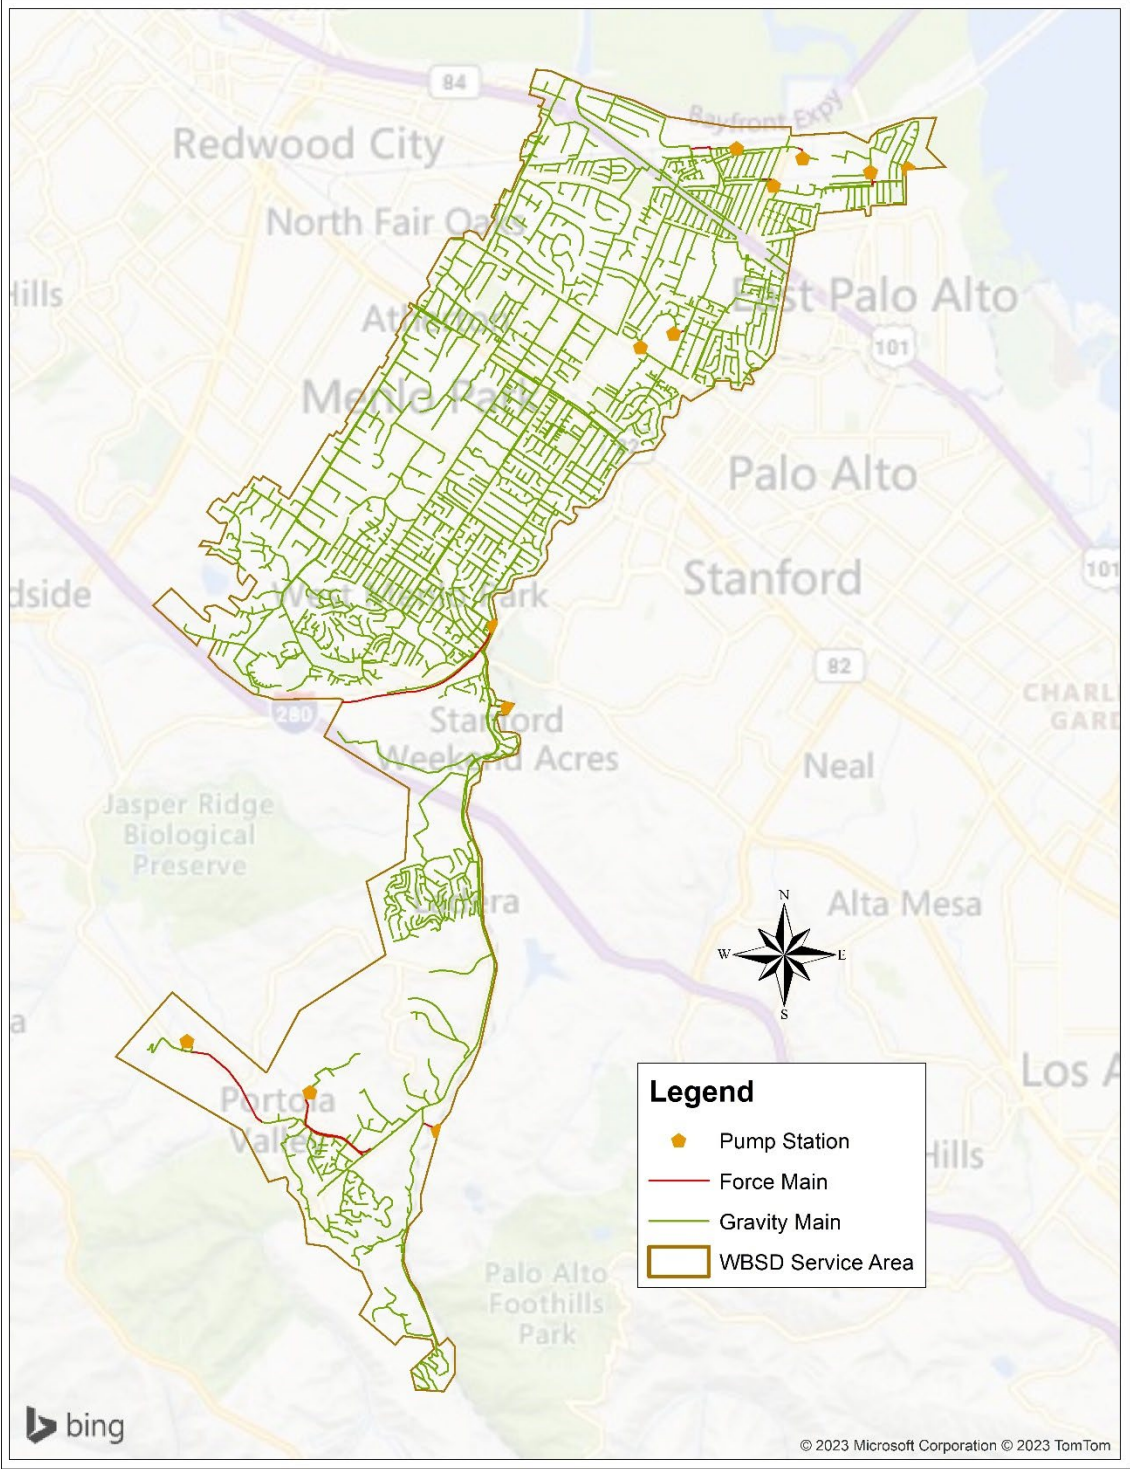 84
Redwood City
Bayfront Expy
North Fair Oaks
Hills
East Palo Alto
Atherton
101
Menlo Park
82
Palo Alto
Stanford
101
dside
West Menlo Park
82
CHARL
GARD
280
Stanford
Weekend Acres
Neal
Jasper Ridge
Biological
Preserve
Ladera
Alta Mesa
N
W
E
S
a
Los A
Portola
Valley
Hills
Legend
Pump Station
Force Main
Gravity Main
WBSD Service Area
Palo Alto
Foothills
Park
bing
© 2023 Microsoft Corporation © 2023 TomTom